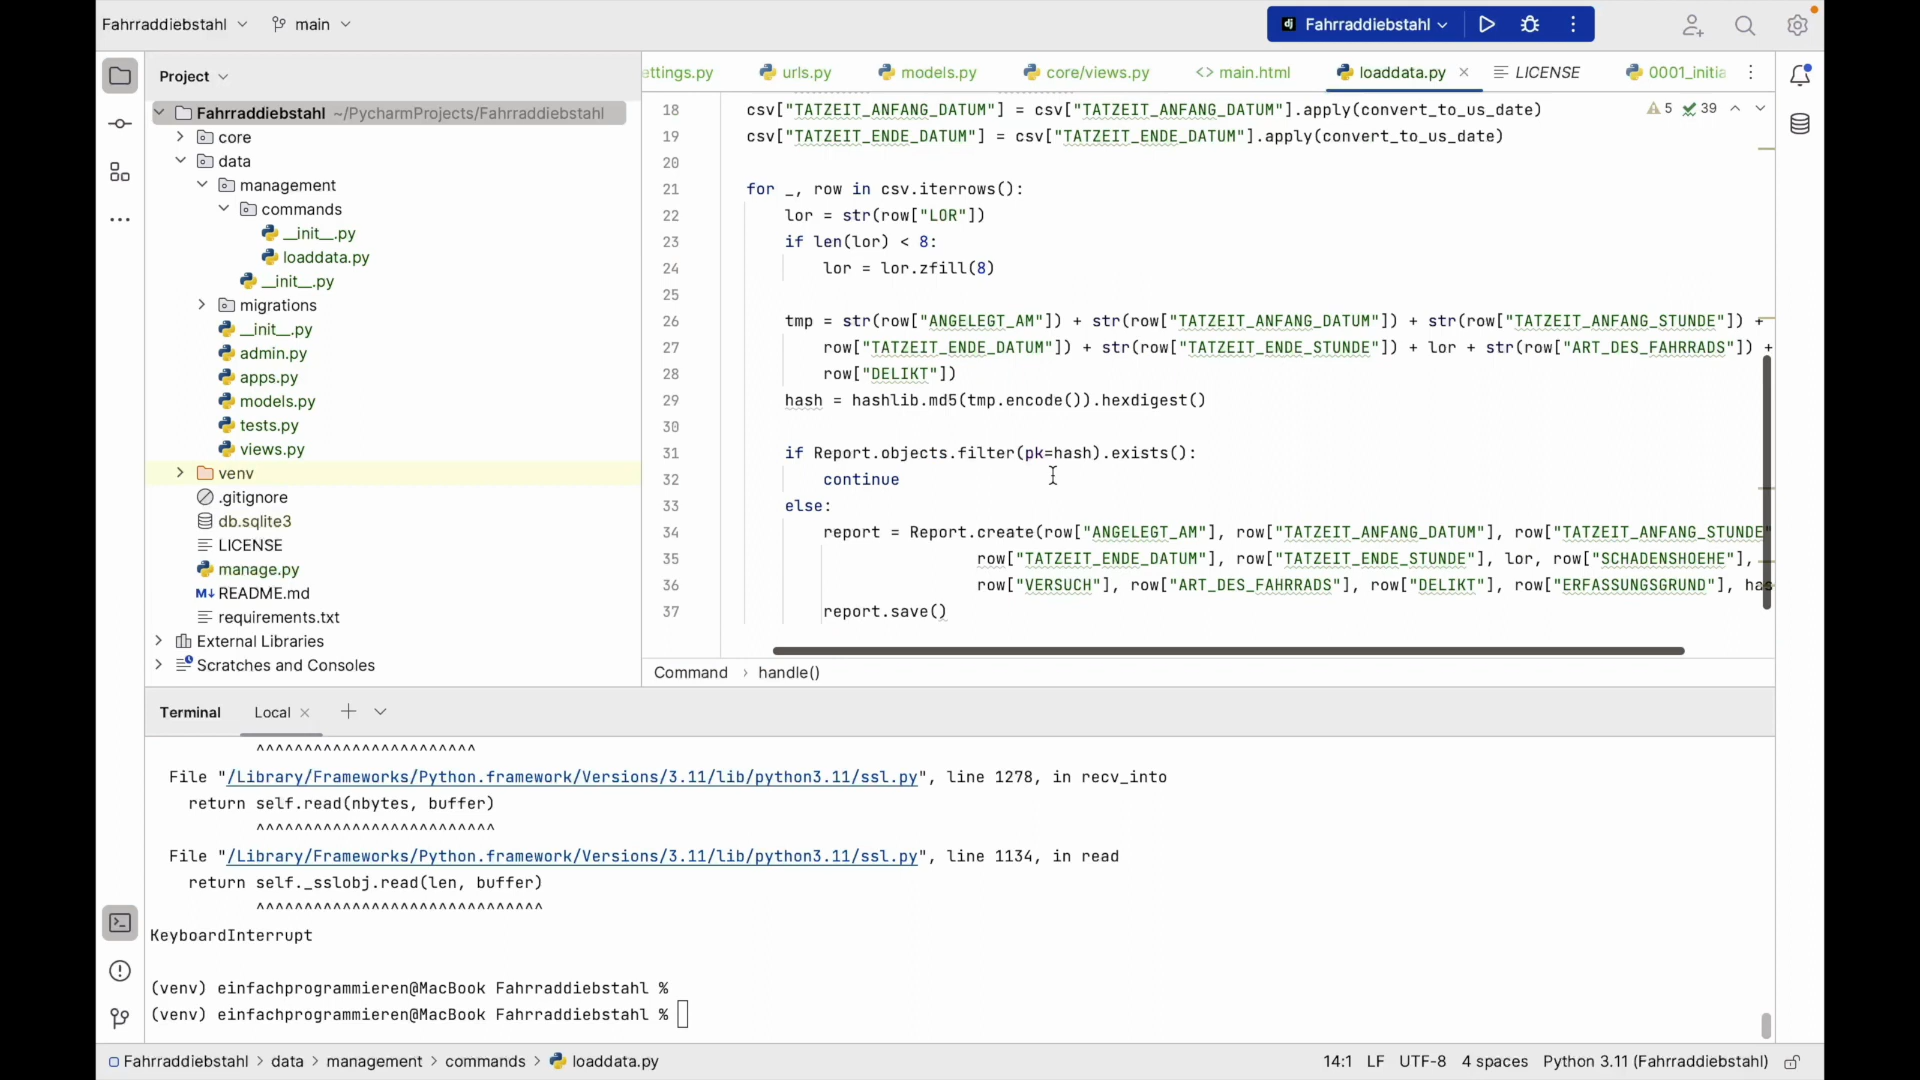 Fahrraddiebstahl main Fahrraddiebstahl
Project
Fahrraddiebstahl ~/PycharmProjects/Fahrraddiebstahl
core
data
management
commands
__init__.py
loaddata.py
__init__.py
migrations
__init__.py
admin.py
apps.py
models.py
tests.py
views.py
venv
.gitignore
db.sqlite3
LICENSE
manage.py
README.md
requirements.txt
External Libraries
Scratches and Consoles
ettings.py urls.py models.py core/views.py main.html loaddata.py LICENSE 0001_initia
5 39
18 csv["TATZEIT_ANFANG_DATUM"] = csv["TATZEIT_ANFANG_DATUM"].apply(convert_to_us_date)
19 csv["TATZEIT_ENDE_DATUM"] = csv["TATZEIT_ENDE_DATUM"].apply(convert_to_us_date)
20
21 for _, row in csv.iterrows():
22 lor = str(row["LOR"])
23 if len(lor) < 8:
24 lor = lor.zfill(8)
25
26 tmp = str(row["ANGELEGT_AM"]) + str(row["TATZEIT_ANFANG_DATUM"]) + str(row["TATZEIT_ANFANG_STUNDE"]) +
27 row["TATZEIT_ENDE_DATUM"]) + str(row["TATZEIT_ENDE_STUNDE"]) + lor + str(row["ART_DES_FAHRRADS"]) +
28 row["DELIKT"])
29 hash = hashlib.md5(tmp.encode()).hexdigest()
30
31 if Report.objects.filter(pk=hash).exists():
32 continue
33 else:
34 report = Report.create(row["ANGELEGT_AM"], row["TATZEIT_ANFANG_DATUM"], row["TATZEIT_ANFANG_STUNDE"
35 row["TATZEIT_ENDE_DATUM"], row["TATZEIT_ENDE_STUNDE"], lor, row["SCHADENSHOEHE"],
36 row["VERSUCH"], row["ART_DES_FAHRRADS"], row["DELIKT"], row["ERFASSUNGSGRUND"], has
37 report.save()
Command › handle()
Terminal Local
^^^^^^^^^^^^^^^^^^^^^^^
File "/Library/Frameworks/Python.framework/Versions/3.11/lib/python3.11/ssl.py", line 1278, in recv_into
return self.read(nbytes, buffer)
^^^^^^^^^^^^^^^^^^^^^^^^^
File "/Library/Frameworks/Python.framework/Versions/3.11/lib/python3.11/ssl.py", line 1134, in read
return self._sslobj.read(len, buffer)
^^^^^^^^^^^^^^^^^^^^^^^^^^^^^^
KeyboardInterrupt
(venv) einfachprogrammieren@MacBook Fahrraddiebstahl %
(venv) einfachprogrammieren@MacBook Fahrraddiebstahl %
Fahrraddiebstahl > data > management > commands > loaddata.py 14:1 LF UTF-8 4 spaces Python 3.11 (Fahrraddiebstahl)